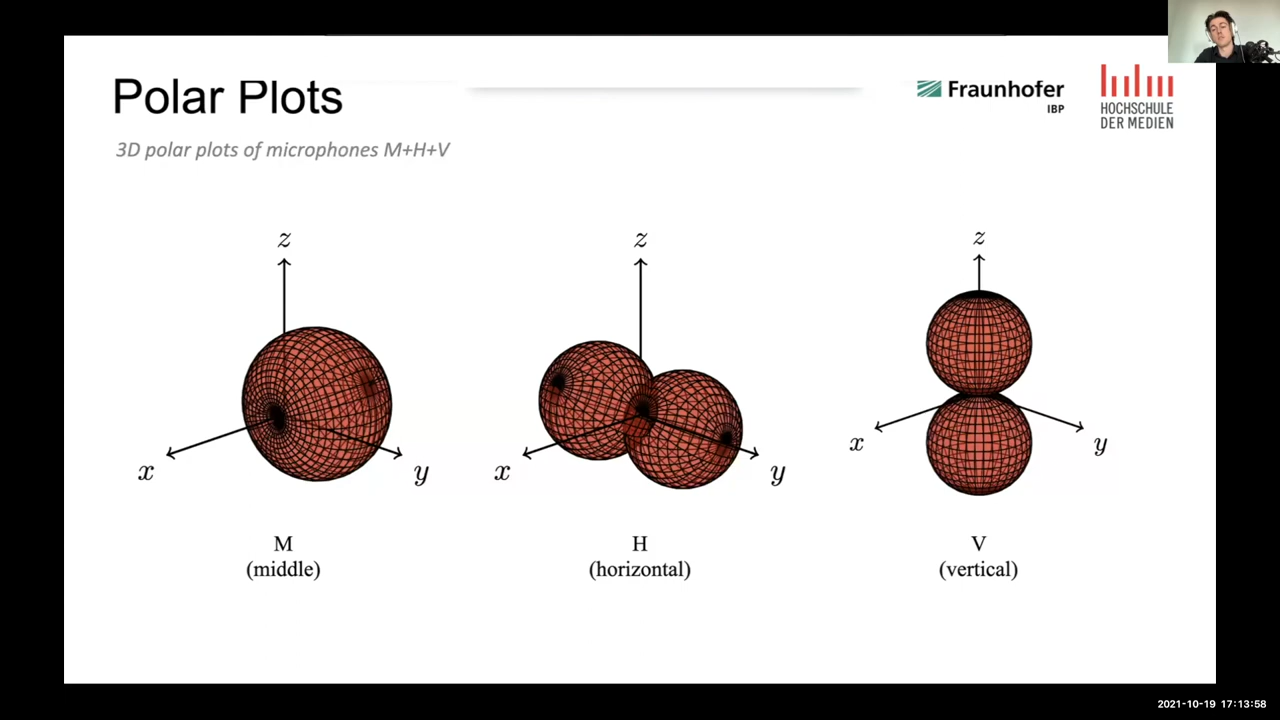 Polar Plots
3D polar plots of microphones M+H+V
Fraunhofer
IBP
HOCHSCHULE
DER MEDIEN
z
x
y
M
(middle)
z
x
y
H
(horizontal)
z
x
y
V
(vertical)
2021-10-19 17:13:58